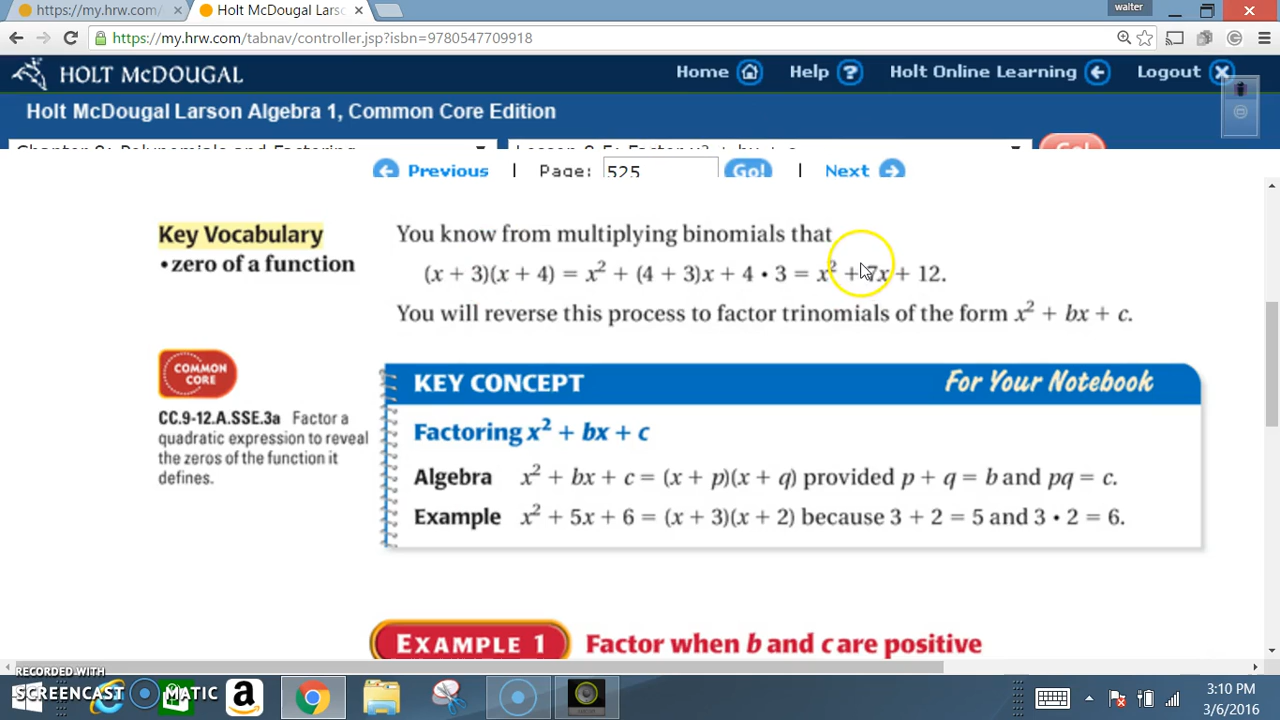 https://my.hrw.com/
Holt McDougal Lars
walter
https://my.hrw.com/tabnav/controller.jsp?isbn=9780547709918
HOLT McDOUGAL
Home
Help
Holt Online Learning
Logout
Holt McDougal Larson Algebra 1, Common Core Edition
Previous | Page: 525 Go! | Next
Key Vocabulary
• zero of a function
You know from multiplying binomials that
(x + 3)(x + 4) = x² + (4 + 3)x + 4 • 3 = x² + 7x + 12.
You will reverse this process to factor trinomials of the form x² + bx + c.
COMMON
CORE
CC.9-12.A.SSE.3a Factor a
quadratic expression to reveal
the zeros of the function it
defines.
KEY CONCEPT
For Your Notebook
Factoring x² + bx + c
Algebra x² + bx + c = (x + p)(x + q) provided p + q = b and pq = c.
Example x² + 5x + 6 = (x + 3)(x + 2) because 3 + 2 = 5 and 3 • 2 = 6.
EXAMPLE 1 Factor when b and c are positive
RECORDED WITH
SCREENCAST MATIC
3:10 PM
3/6/2016